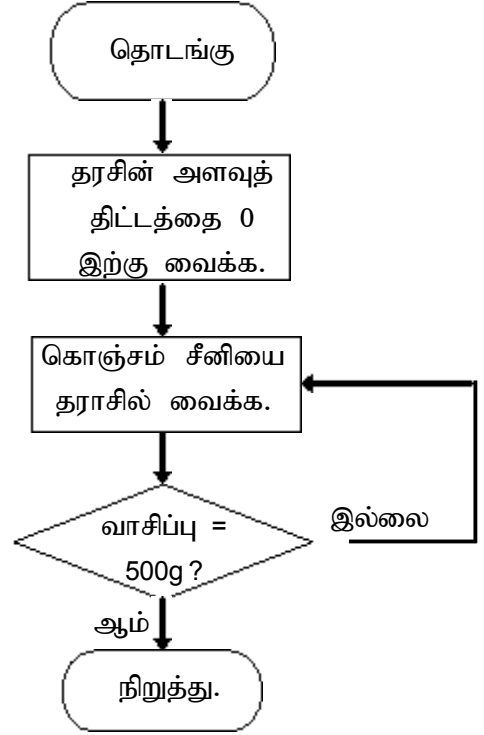 தொடங்கு
தரசின் அளவுத்
திட்டத்தை 0
இற்கு வைக்க.
கொஞ்சம் சீனியை
தராசில் வைக்க.
வாசிப்பு =
500g ?
இல்லை
ஆம்
நிறுத்து.